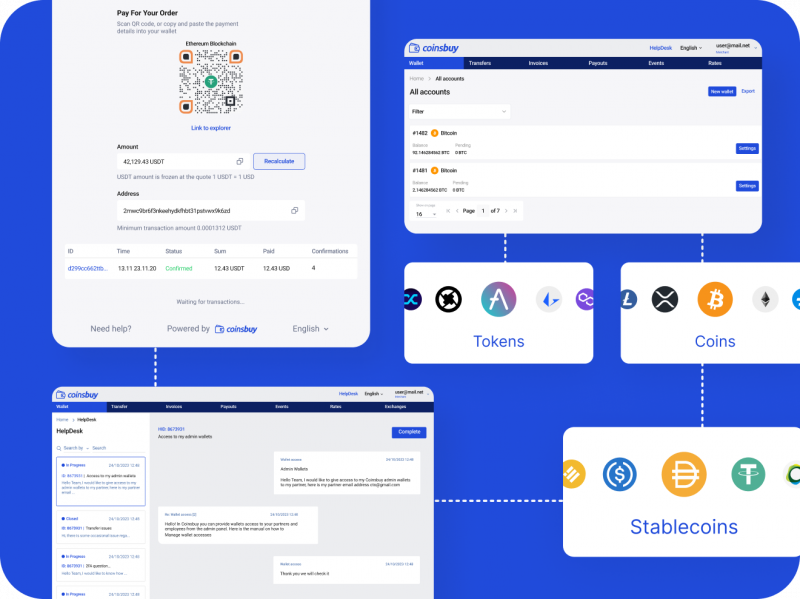 Pay For Your Order
Scan QR code, or copy and paste the payment
details into your wallet
Ethereum Blockchain
Link to explorer
Amount
42,129.43 USDT
Recalculate
USDT amount is frozen at the quote 1 USDT = 1 USD
Address
2mwc9br6f3nkeehydkfhbt31pstvwx9k6zd
Minimum transaction amount 0.0001312 USDT
ID Time Status Sum Paid Confirmations
d299cc662ttb... 13.11.23.11.20 Confirmed 12.43 USDT 12.43 USD 4
Waiting for transactions...
Need help? Powered by coinsbuy English
coinsbuy HelpDesk English user@mail.net
Wallet Transfers Invoices Payouts Events Rates
Home > All accounts
All accounts New wallet Export
Filter
#1482 Bitcoin
Balance Pending
92.146284562 BTC 0 BTC
Settings
#1481 Bitcoin
Balance Pending
2.146284562 BTC 0 BTC
Settings
16 Page 1 of 7
Tokens
Coins
Stablecoins
coinsbuy HelpDesk English user@mail.net
Wallet Transfer Invoices Payouts Events Rates Exchanges
Home > HelpDesk
HelpDesk
Search by Search
In Progress 24/10/2023 12:46
ID: 8673931 | Access to my admin wallets
Hello Team, I would like to give access to my Coinsbuy
admin wallets to my partner, here is my partner
email ...
Closed 24/10/2023 12:46
ID: 8673931 | Transfer issues
Hi, there is some occasional issue regs...
In Progress 24/10/2023 12:46
ID: 8673931 | 2FA question...
Hello Team, I would like to know how...
In Progress 24/10/2023 12:46
HID: 8673931
Access to my admin wallets
Complete
Wallet access 24/10/2023 12:46
Admin Wallets
Hello Team, I would like to give access to my Coinsbuy admin wallets
to my partner, here is my partner email address
Re: Wallet access 24/10/2023 12:46
Hello! In Coinsbuy you can provide wallets access to your partners and
employees from the admin panel. Here is the manual on how to
Manage wallet accesses
Wallet access 24/10/2023 12:46
Thank you we will check it